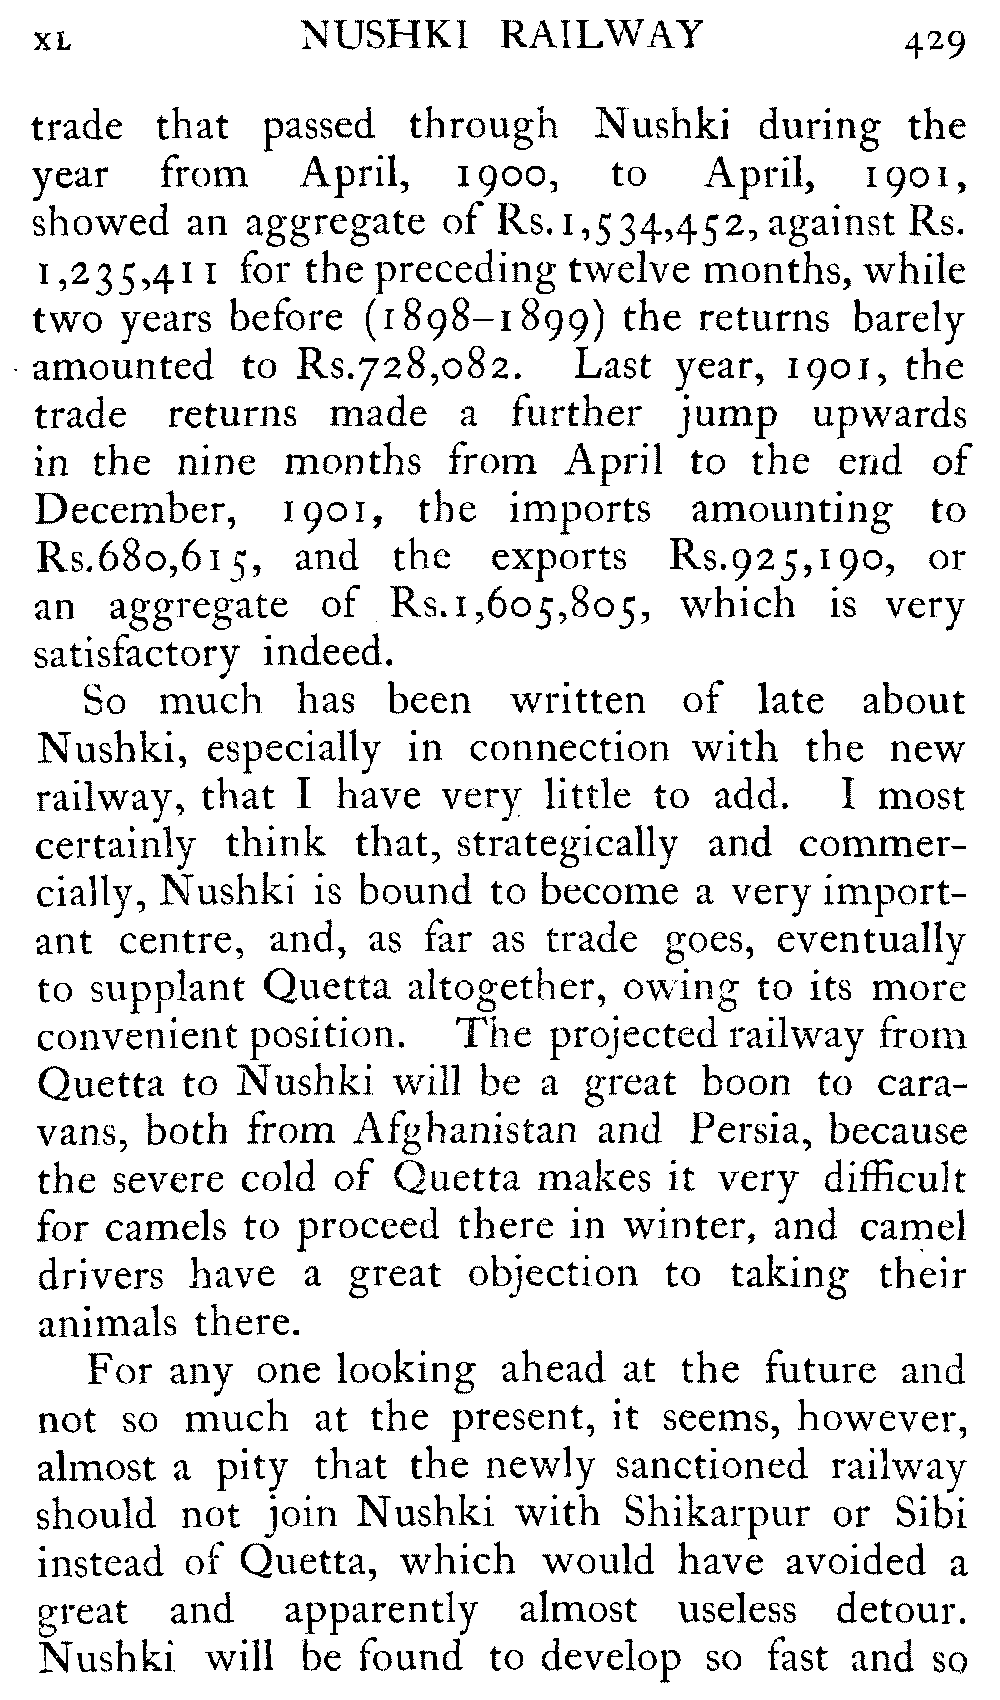 XL NUSHKI RAILWAY 429
trade that passed through Nushki during the
year from April, 1900, to April, 1901,
showed an aggregate of Rs.1,534,452, against Rs.
1,235,411 for the preceding twelve months, while
two years before (1898–1899) the returns barely
amounted to Rs.728,082. Last year, 1901, the
trade returns made a further jump upwards
in the nine months from April to the end of
December, 1901, the imports amounting to
Rs.680,615, and the exports Rs.925,190, or
an aggregate of Rs.1,605,805, which is very
satisfactory indeed.
So much has been written of late about
Nushki, especially in connection with the new
railway, that I have very little to add. I most
certainly think that, strategically and commer-
cially, Nushki is bound to become a very import-
ant centre, and, as far as trade goes, eventually
to supplant Quetta altogether, owing to its more
convenient position. The projected railway from
Quetta to Nushki will be a great boon to cara-
vans, both from Afghanistan and Persia, because
the severe cold of Quetta makes it very difficult
for camels to proceed there in winter, and camel
drivers have a great objection to taking their
animals there.
For any one looking ahead at the future and
not so much at the present, it seems, however,
almost a pity that the newly sanctioned railway
should not join Nushki with Shikarpur or Sibi
instead of Quetta, which would have avoided a
great and apparently almost useless detour.
Nushki will be found to develop so fast and so